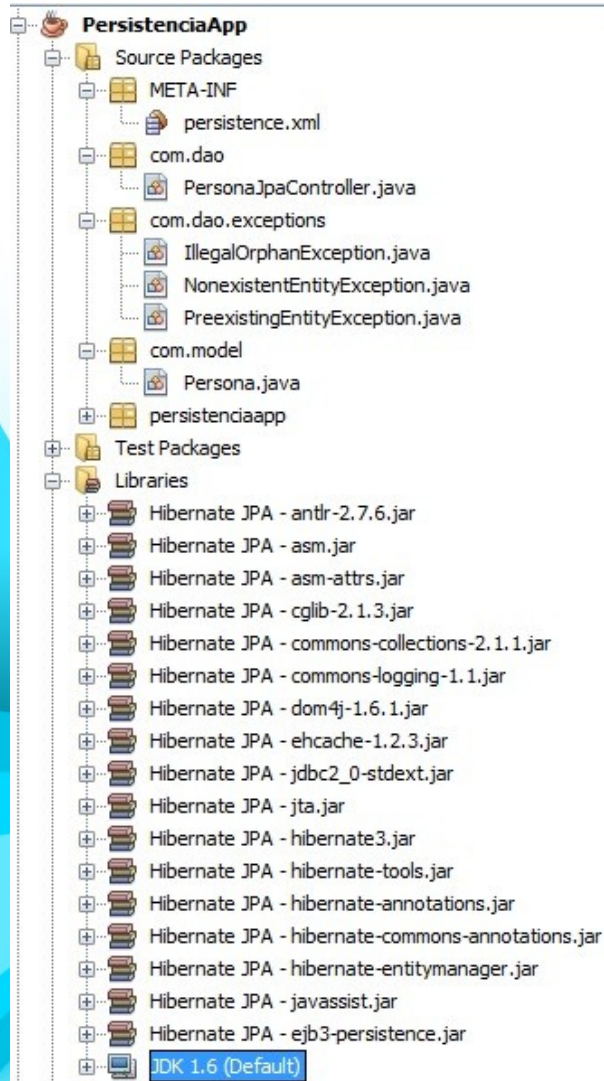 PersistenciaApp
Source Packages
META-INF
persistence.xml
com.dao
PersonaJpaController.java
com.dao.exceptions
IllegalOrphanException.java
NonexistentEntityException.java
PreexistingEntityException.java
com.model
Persona.java
persistenciaapp
Test Packages
Libraries
Hibernate JPA - antlr-2.7.6.jar
Hibernate JPA - asm.jar
Hibernate JPA - asm-attrs.jar
Hibernate JPA - cglib-2.1.3.jar
Hibernate JPA - commons-collections-2.1.1.jar
Hibernate JPA - commons-logging-1.1.jar
Hibernate JPA - dom4j-1.6.1.jar
Hibernate JPA - ehcache-1.2.3.jar
Hibernate JPA - jdbc2_0-stdext.jar
Hibernate JPA - jta.jar
Hibernate JPA - hibernate3.jar
Hibernate JPA - hibernate-tools.jar
Hibernate JPA - hibernate-annotations.jar
Hibernate JPA - hibernate-commons-annotations.jar
Hibernate JPA - hibernate-entitymanager.jar
Hibernate JPA - javassist.jar
Hibernate JPA - ejb3-persistence.jar
JDK 1.6 (Default)